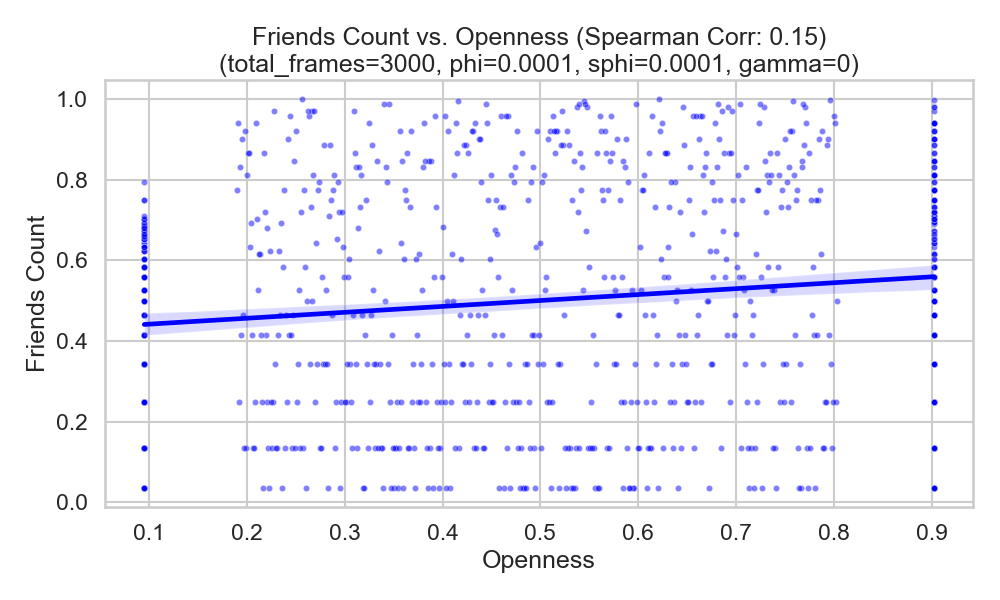 Friends Count vs. Openness (Spearman Corr: 0.15)
(total_frames=3000, phi=0.0001, sphi=0.0001, gamma=0)
1.0
0.8
0.6
0.4
0.2
0.0
Friends Count
0.1 0.2 0.3 0.4 0.5 0.6 0.7 0.8 0.9
Openness